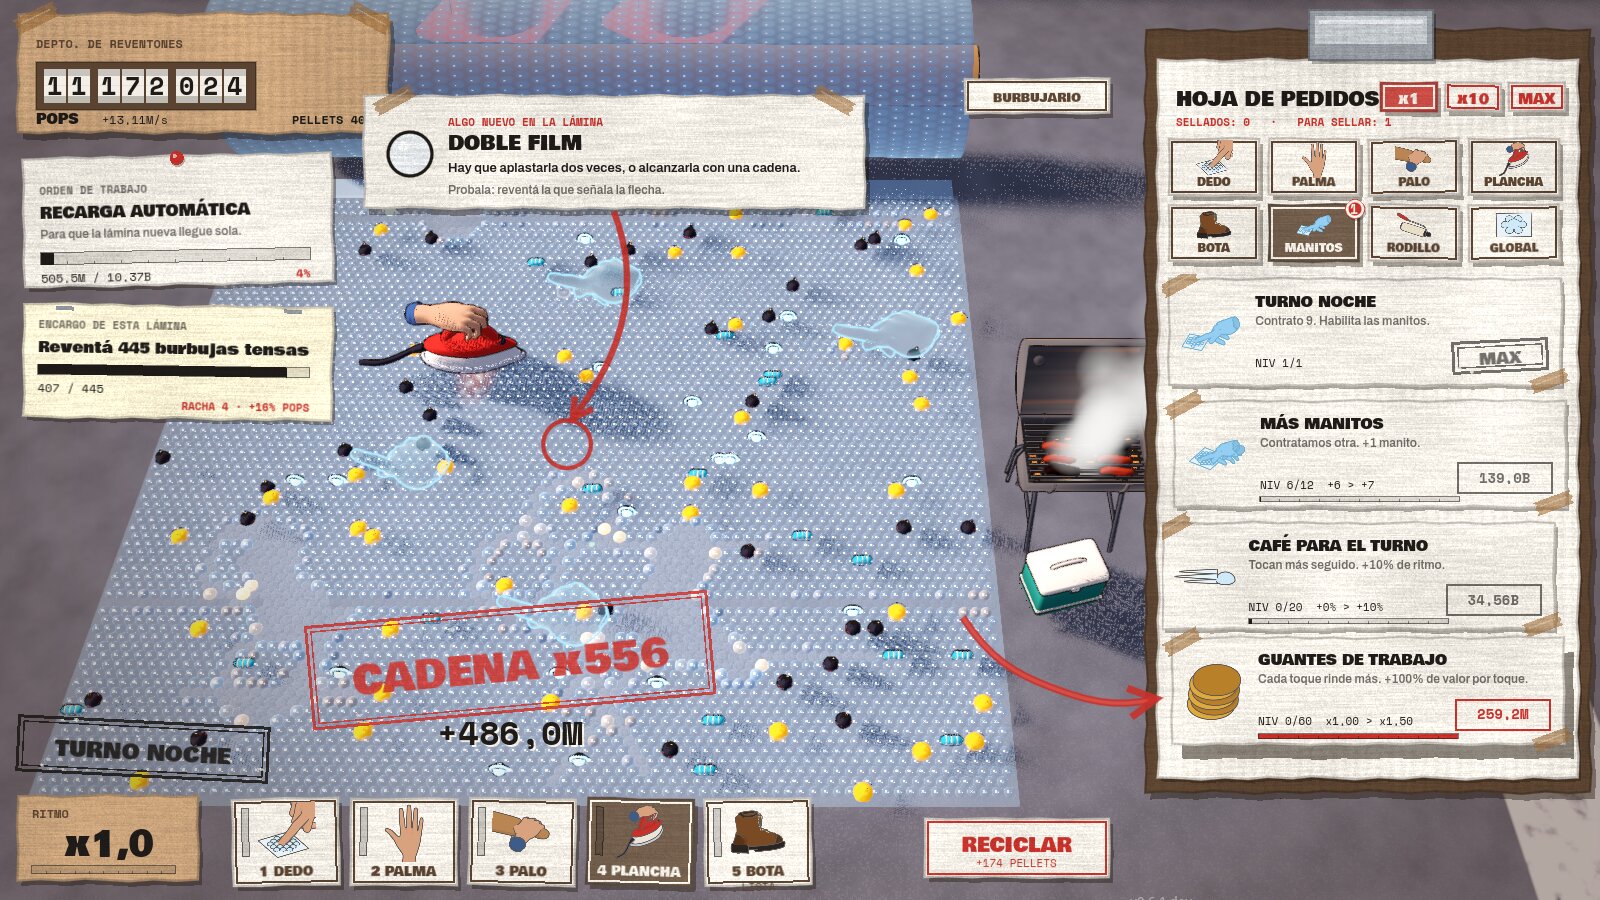 DEPTO. DE REVENTONES
11 172 024
POPS +13,11M/s PELLETS 40
ORDEN DE TRABAJO
RECARGA AUTOMÁTICA
Para que la lámina nueva llegue sola.
505.5M / 10.37B 4%
ENCARGO DE ESTA LÁMINA
Reventá 445 burbujas tensas
407 / 445
RACHA 4 · +16% POPS
ALGO NUEVO EN LA LÁMINA
DOBLE FILM
Hay que aplastarla dos veces, o alcanzarla con una cadena.
Probala: reventá la que señala la flecha.
BURBUJARIO
CADENA x556
+486,0M
TURNO NOCHE
RITMO
x1,0
1 DEDO
2 PALMA
3 PALO
4 PLANCHA
5 BOTA
RECICLAR
+174 PELLETS
HOJA DE PEDIDOS x1 x10 MAX
SELLADOS: 0 · PARA SELLAR: 1
DEDO PALMA PALO PLANCHA
BOTA MANITOS 1 RODILLO GLOBAL
TURNO NOCHE
Contrato 9. Habilita las manitos.
NIV 1/1 MAX
MÁS MANITOS
Contratamos otra. +1 manito.
NIV 6/12 +6 > +7 139,0B
CAFÉ PARA EL TURNO
Tocan más seguido. +10% de ritmo.
NIV 0/20 +0% > +10% 34,56B
GUANTES DE TRABAJO
Cada toque rinde más. +100% de valor por toque.
NIV 0/60 x1,00 > x1,50 259,2M